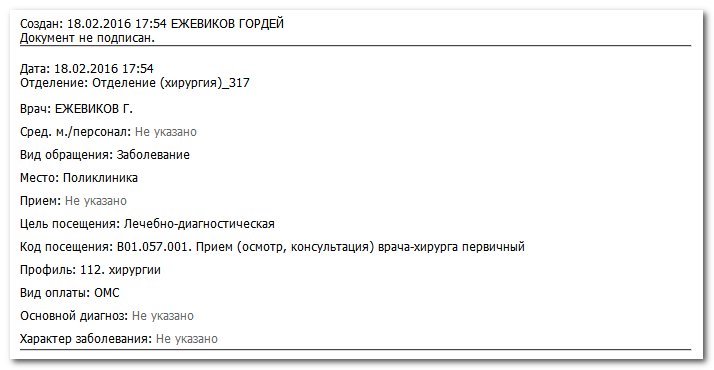 Создан: 18.02.2016 17:54 ЕЖЕВИКОВ ГОРДЕЙ
Документ не подписан.
Дата: 18.02.2016 17:54
Отделение: Отделение (хирургия)_317
Врач: ЕЖЕВИКОВ Г.
Сред. м./персонал: Не указано
Вид обращения: Заболевание
Место: Поликлиника
Прием: Не указано
Цель посещения: Лечебно-диагностическая
Код посещения: B01.057.001. Прием (осмотр, консультация) врача-хирурга первичный
Профиль: 112. хирургии
Вид оплаты: ОМС
Основной диагноз: Не указано
Характер заболевания: Не указано